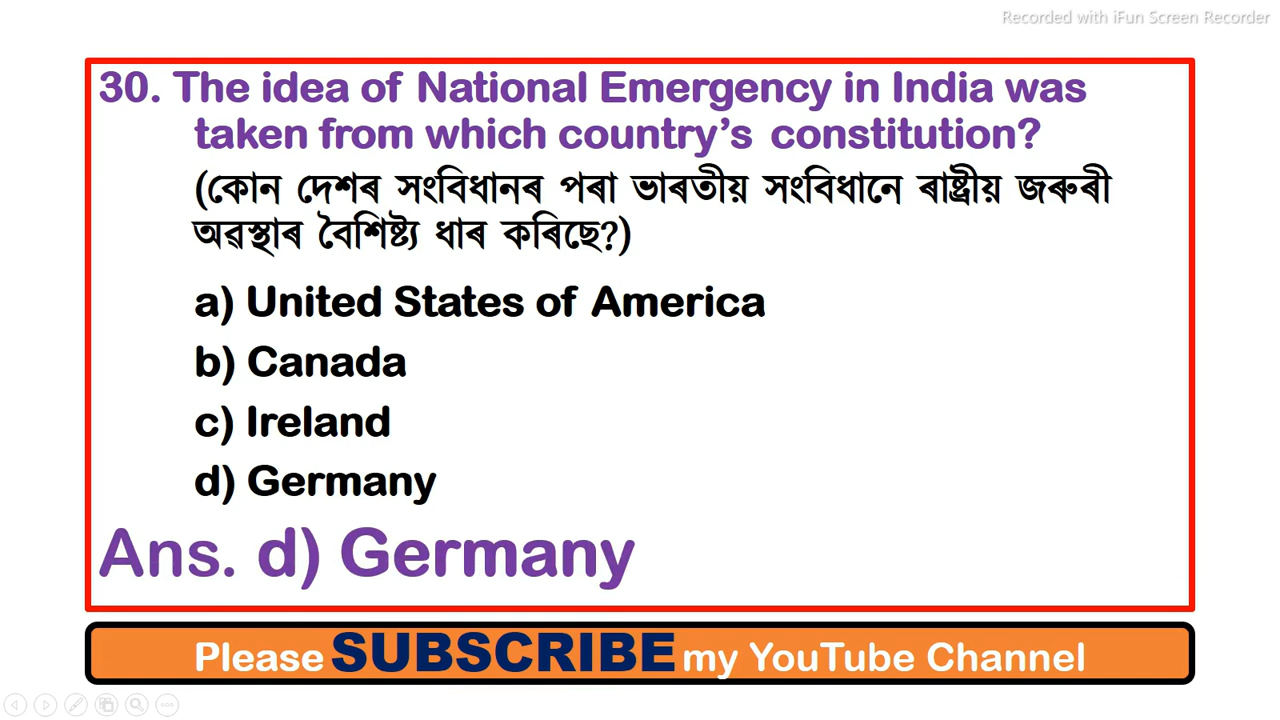 Recorded with iFun Screen Recorder
30. The idea of National Emergency in India was
taken from which country’s constitution?
(কোন দেশৰ সংবিধানৰ পৰা ভাৰতীয় সংবিধানে ৰাষ্ট্ৰীয় জৰুৰী
অৱস্থাৰ বৈশিষ্ট্য ধাৰ কৰিছে?)
a) United States of America
b) Canada
c) Ireland
d) Germany
Ans. d) Germany
Please SUBSCRIBE my YouTube Channel